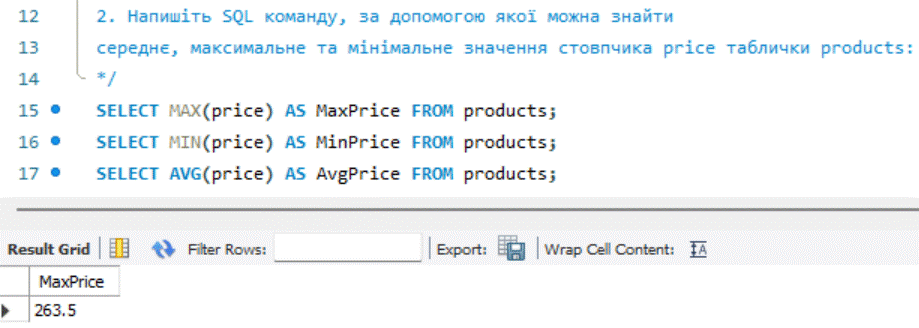 12 2. Напишіть SQL команду, за допомогою якої можна знайти
13 середнє, максимальне та мінімальне значення стовпчика price таблички products:
14 */
15 SELECT MAX(price) AS MaxPrice FROM products;
16 SELECT MIN(price) AS MinPrice FROM products;
17 SELECT AVG(price) AS AvgPrice FROM products;
Result Grid Filter Rows: Export: Wrap Cell Content: IA
MaxPrice
263.5